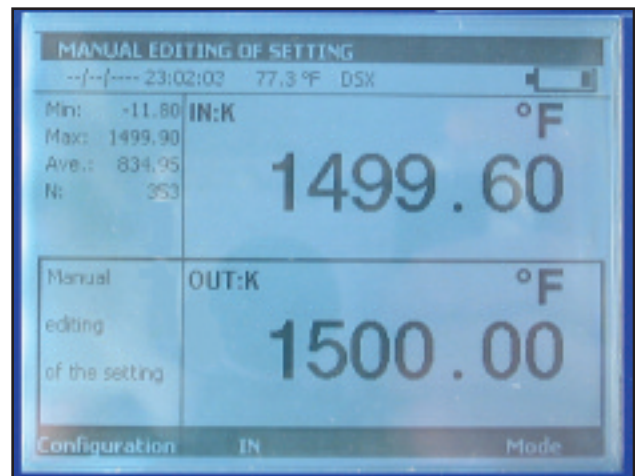 MANUAL EDITING OF SETTING
--/--/---- 23:02:03 77.3 °F DSX
Min: -11.80
Max: 1499.90
Ave.: 834.95
N: 353
IN:K °F
1499.60
Manual
editing
of the setting
OUT:K °F
1500.00
Configuration IN Mode